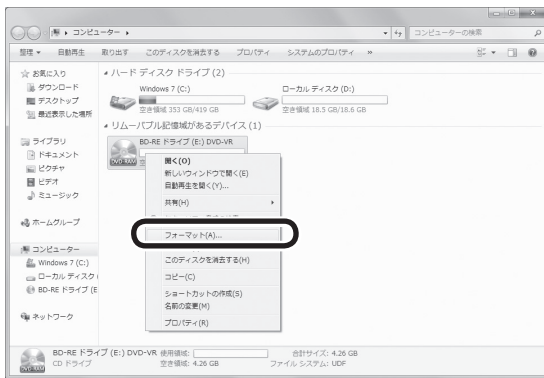 コンピューター
コンピューターの検索
整理 自動再生 取り出す このディスクを消去する プロパティ システムのプロパティ »
お気に入り
ダウンロード
デスクトップ
最近表示した場所
ライブラリ
ドキュメント
ピクチャ
ビデオ
ミュージック
ホームグループ
コンピューター
Windows 7 (C:)
ローカル ディスク (
BD-RE ドライブ (E
ネットワーク
ハード ディスク ドライブ (2)
Windows 7 (C:)
空き領域 353 GB/419 GB
ローカル ディスク (D:)
空き領域 18.5 GB/18.6 GB
リムーバブル記憶域があるデバイス (1)
BD-RE ドライブ (E:) DVD-VR
DVD-RAM
開く(O)
新しいウィンドウで開く(E)
自動再生を開く(Y)...
共有(H)
フォーマット(A)...
このディスクを消去する(H)
コピー(C)
ショートカットの作成(S)
名前の変更(M)
プロパティ(R)
BD-RE ドライブ (E:) DVD-VR 使用領域: 合計サイズ: 4.26 GB
CD ドライブ 空き領域: 4.26 GB ファイル システム: UDF
DVD-RAM